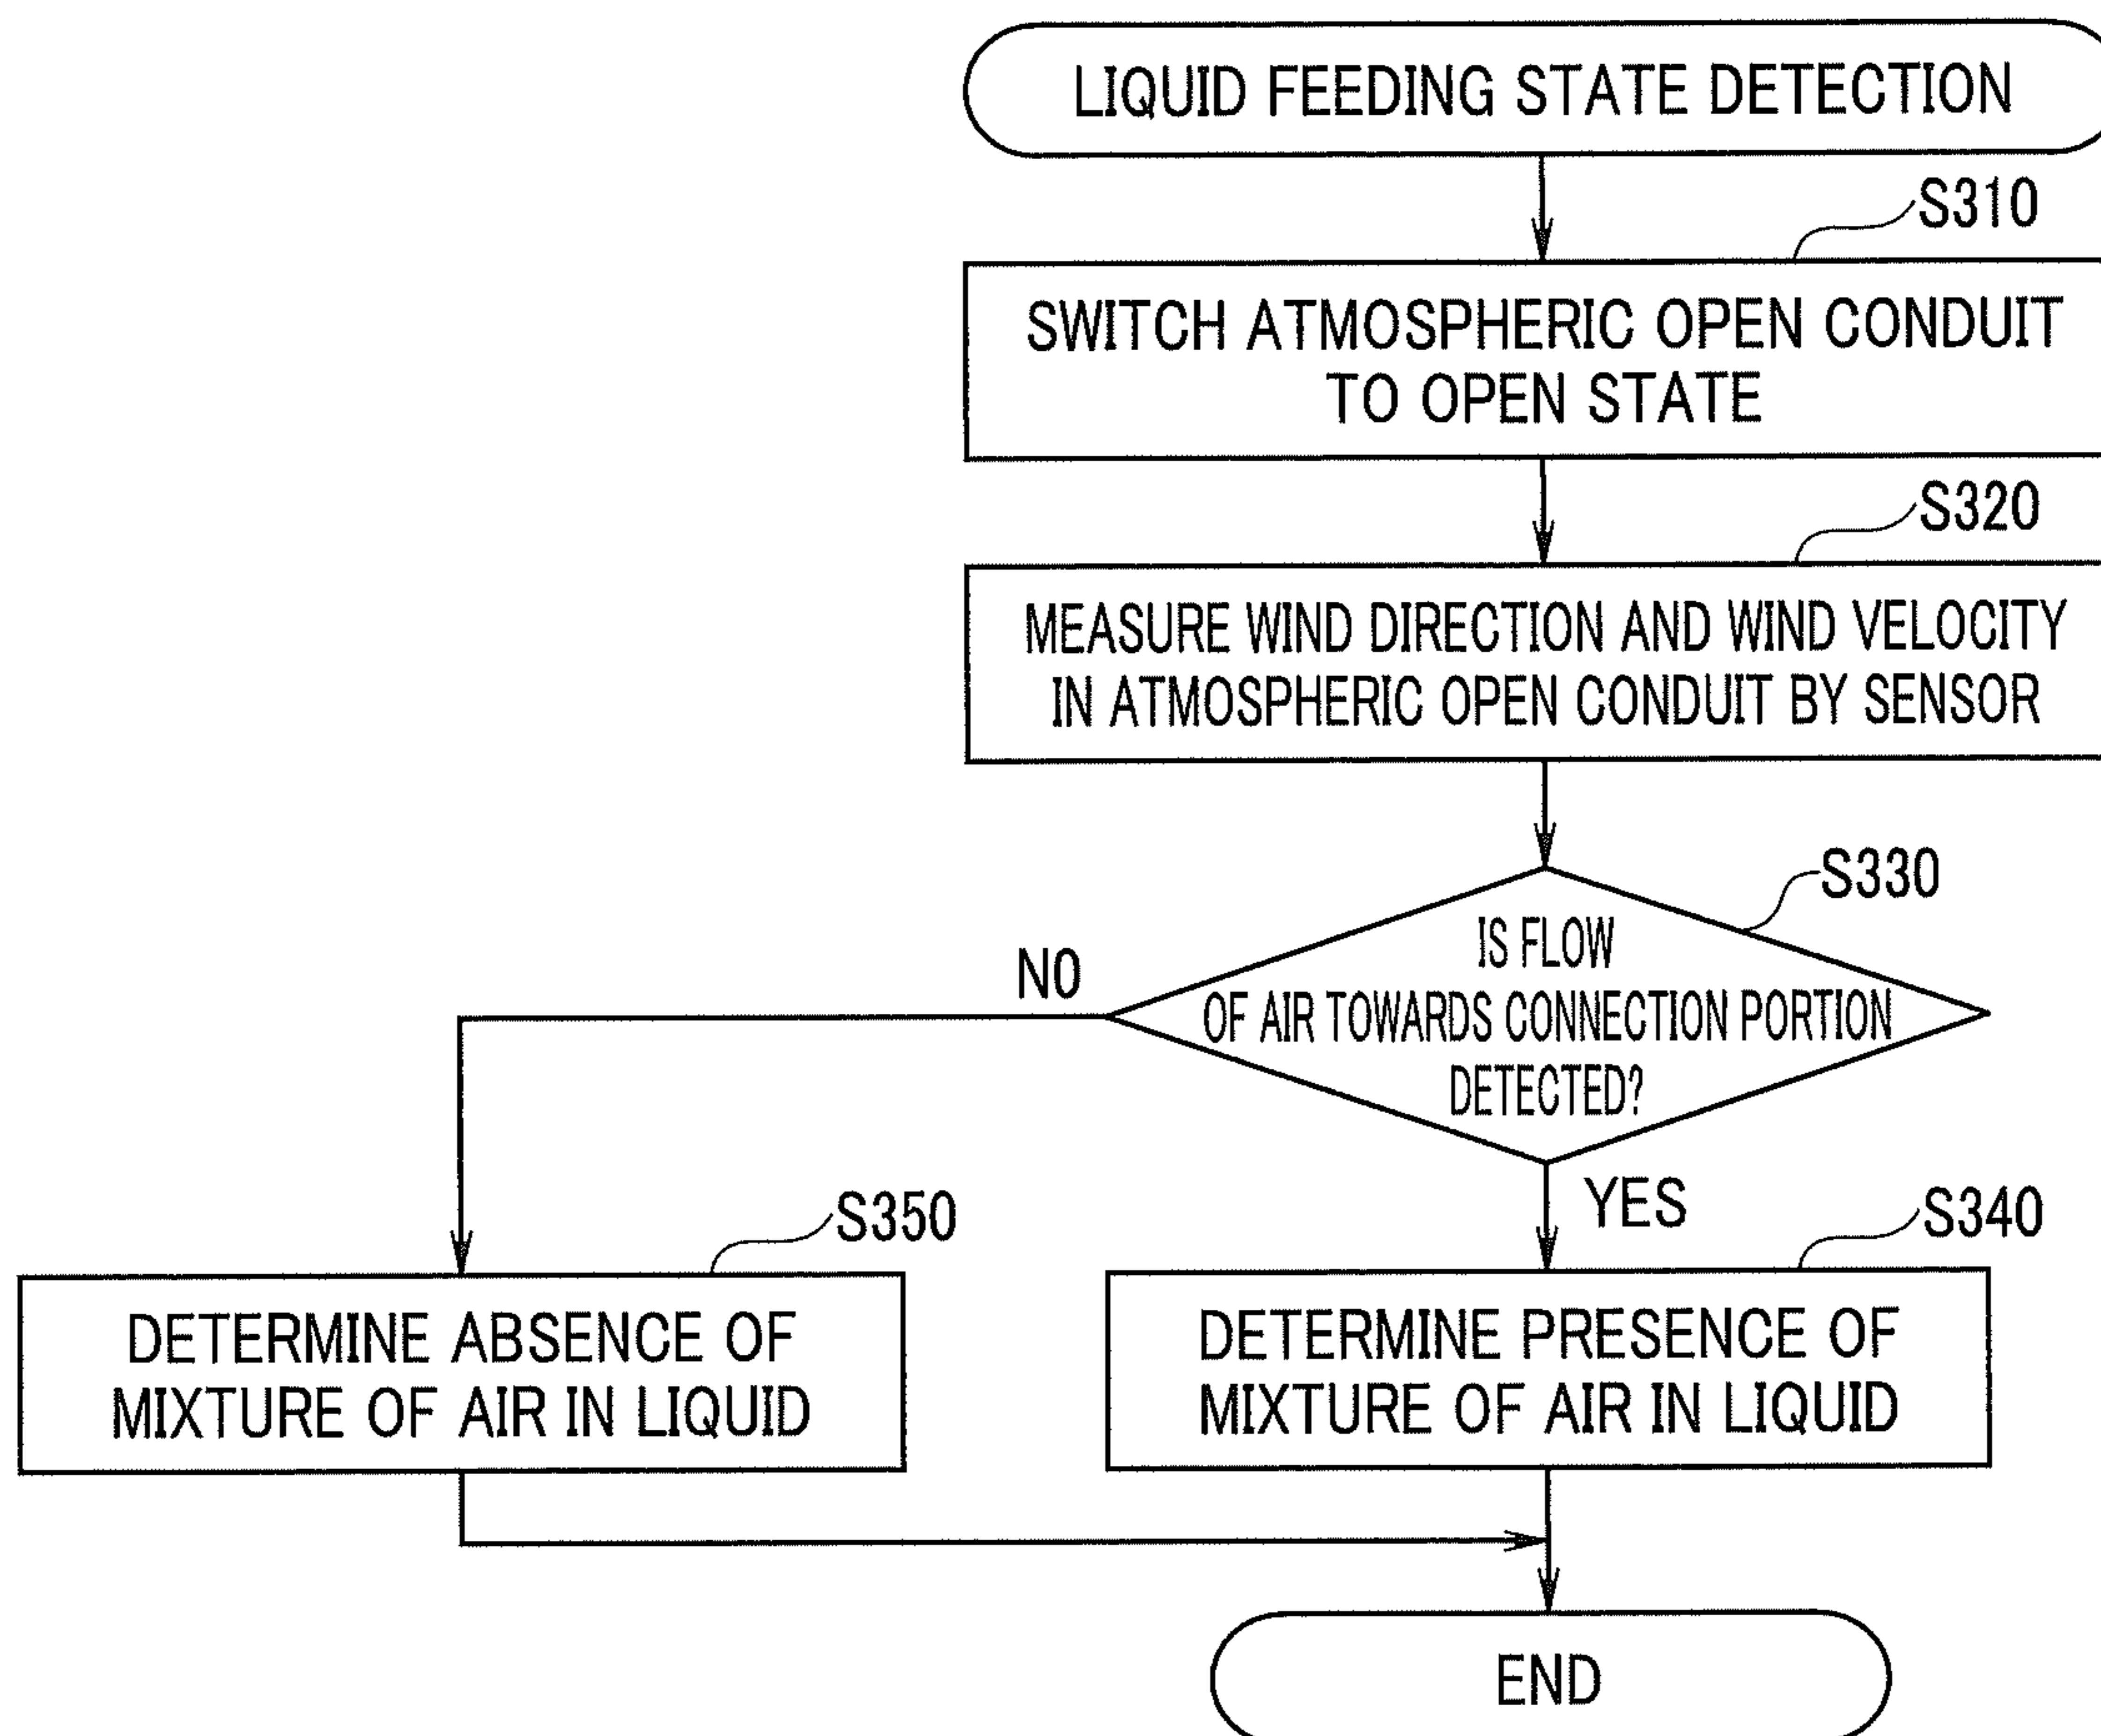 LIQUID FEEDING STATE DETECTION
S310
SWITCH ATMOSPHERIC OPEN CONDUIT
TO OPEN STATE
S320
MEASURE WIND DIRECTION AND WIND VELOCITY
IN ATMOSPHERIC OPEN CONDUIT BY SENSOR
S330
IS FLOW
OF AIR TOWARDS CONNECTION PORTION
DETECTED?
NO
YES
S350
DETERMINE ABSENCE OF
MIXTURE OF AIR IN LIQUID
S340
DETERMINE PRESENCE OF
MIXTURE OF AIR IN LIQUID
END